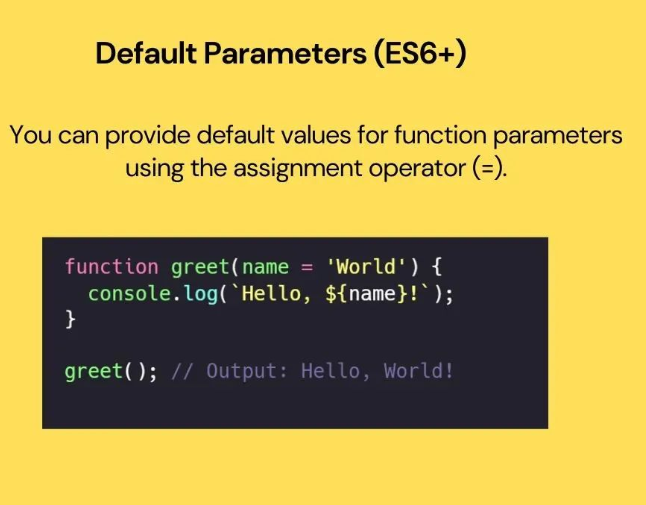 Default Parameters (ES6+)
You can provide default values for function parameters
using the assignment operator (=).
function greet(name = 'World') {
  console.log(`Hello, ${name}!`);
}
greet(); // Output: Hello, World!